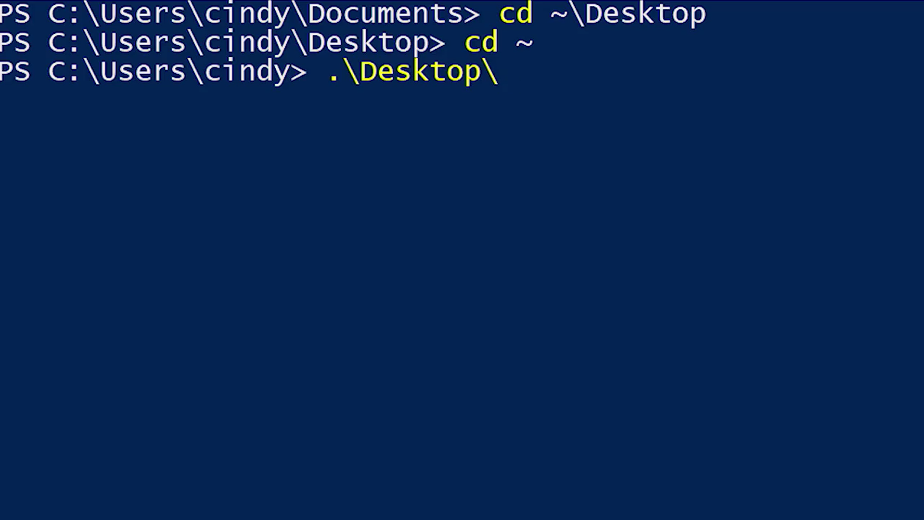 PS C:\Users\cindy\Documents> cd ~\Desktop
PS C:\Users\cindy\Desktop> cd ~
PS C:\Users\cindy> .\Desktop\